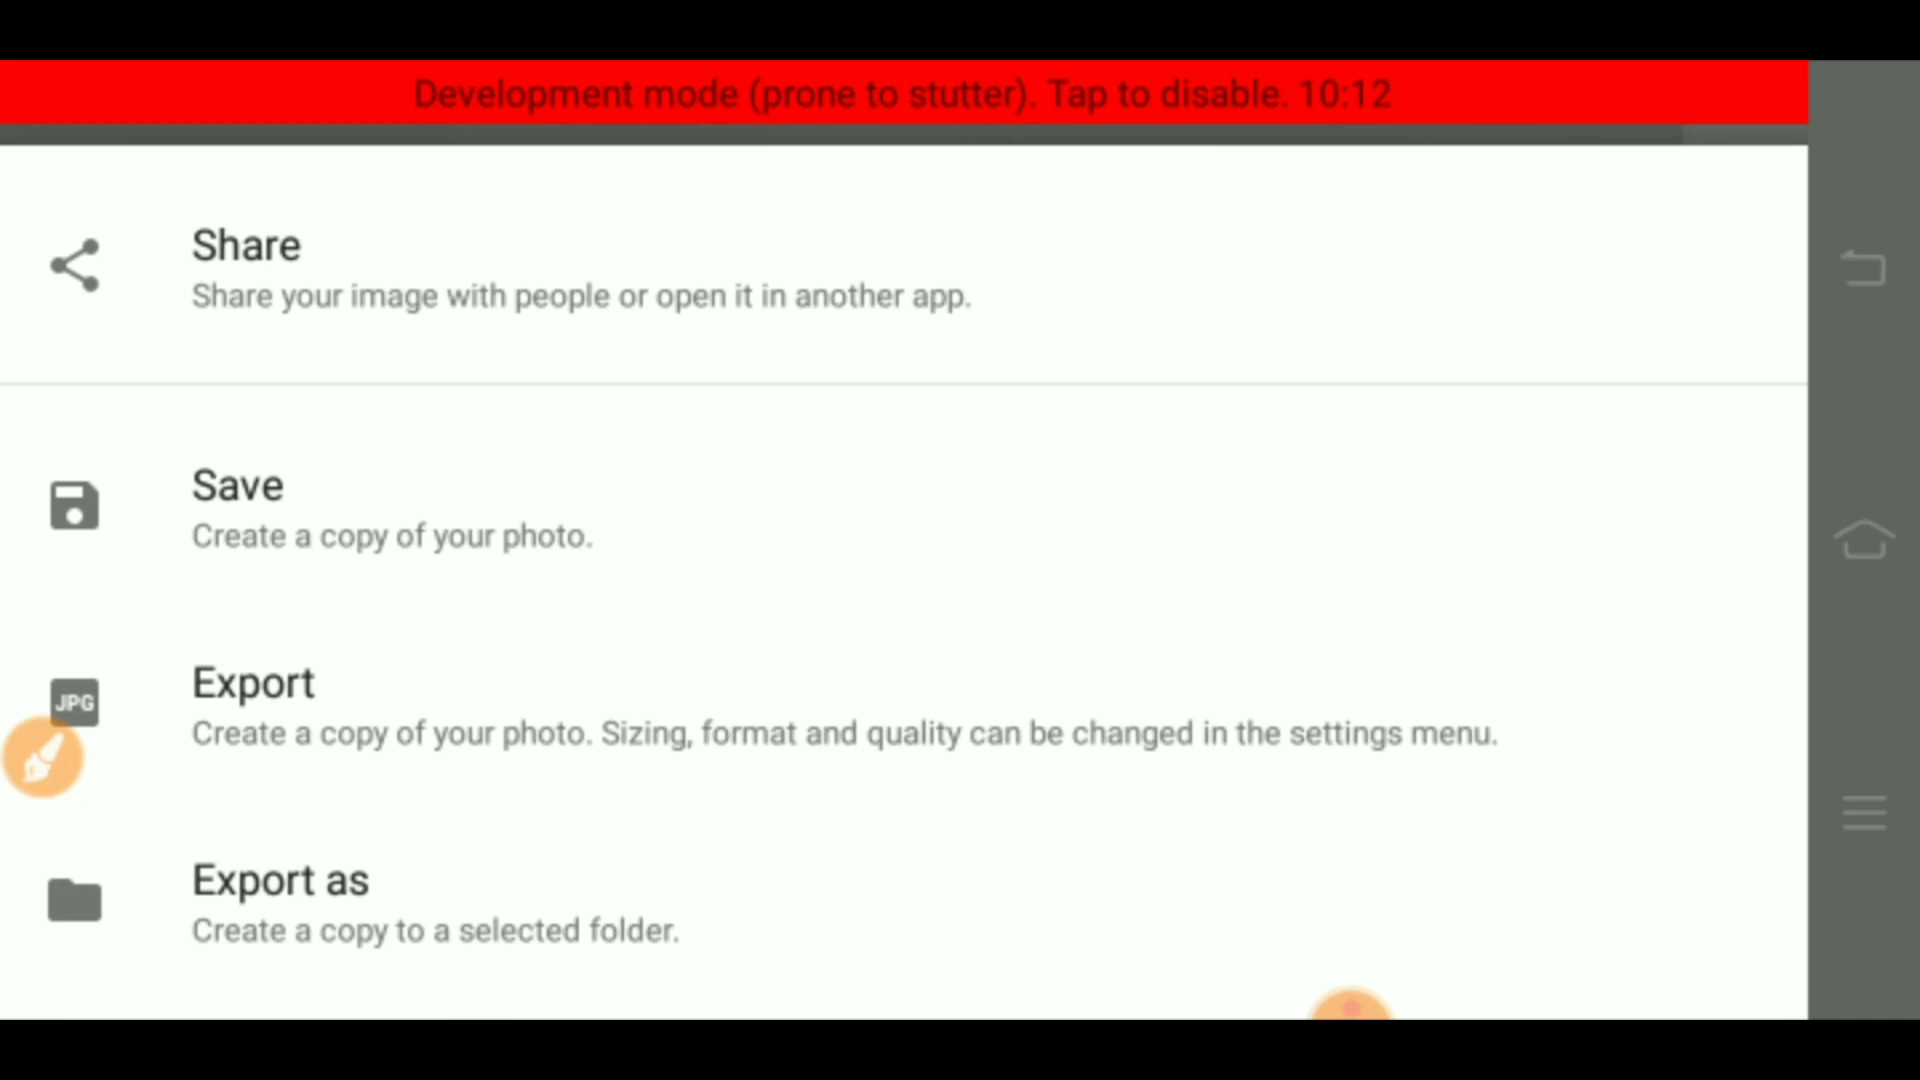 Development mode (prone to stutter). Tap to disable. 10:12
Share
Share your image with people or open it in another app.
Save
Create a copy of your photo.
JPG
Export
Create a copy of your photo. Sizing, format and quality can be changed in the settings menu.
Export as
Create a copy to a selected folder.